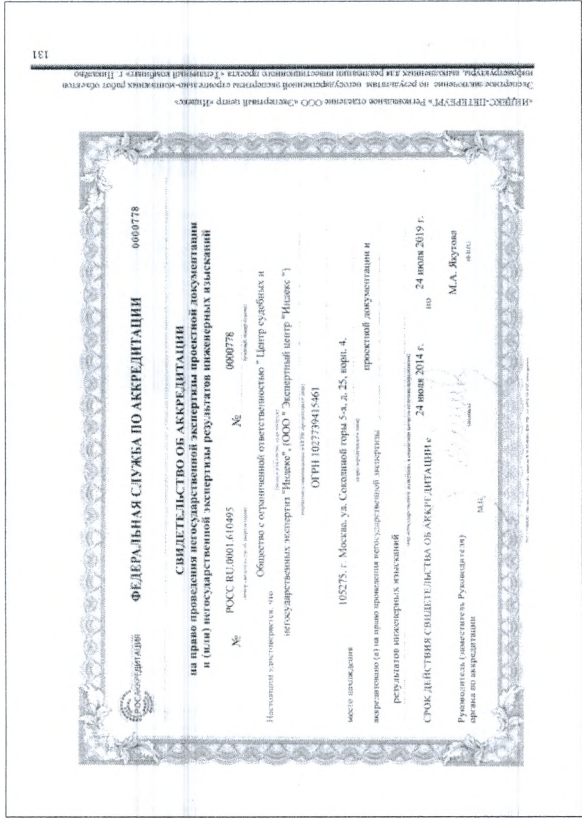 131
«ИНДЕКС-ПЕТЕРБУРГ» Региональное отделение ООО «Экспертный центр «Индекс»
Экспертное заключение по результатам негосударственной экспертизы строительно-монтажных работ объектов
инфраструктуры, выполненных для реализации инвестиционного проекта «Тепличный комбинат» г. Пикалёво
РОСАККРЕДИТАЦИЯ
ФЕДЕРАЛЬНАЯ СЛУЖБА ПО АККРЕДИТАЦИИ
0000778
СВИДЕТЕЛЬСТВО ОБ АККРЕДИТАЦИИ
на право проведения негосударственной экспертизы проектной документации
и (или) негосударственной экспертизы результатов инженерных изысканий
№ РОСС RU.0001.610495 № 0000778
Настоящим удостоверяется, что Общество с ограниченной ответственностью " Центр судебных и
негосударственных экспертиз "Индекс", (ООО " Экспертный центр "Индекс ")
ОГРН 1027739415461
место нахождения 105275, г. Москва, ул. Соколиной горы 5-я, д. 25, корп. 4.
аккредитовано (а) на право проведения негосударственной экспертизы проектной документации и
результатов инженерных изысканий
СРОК ДЕЙСТВИЯ СВИДЕТЕЛЬСТВА ОБ АККРЕДИТАЦИИ с 24 июля 2014 г. по 24 июля 2019 г.
Руководитель (заместитель Руководителя)
органа по аккредитации
М.А. Якутова
М.П.